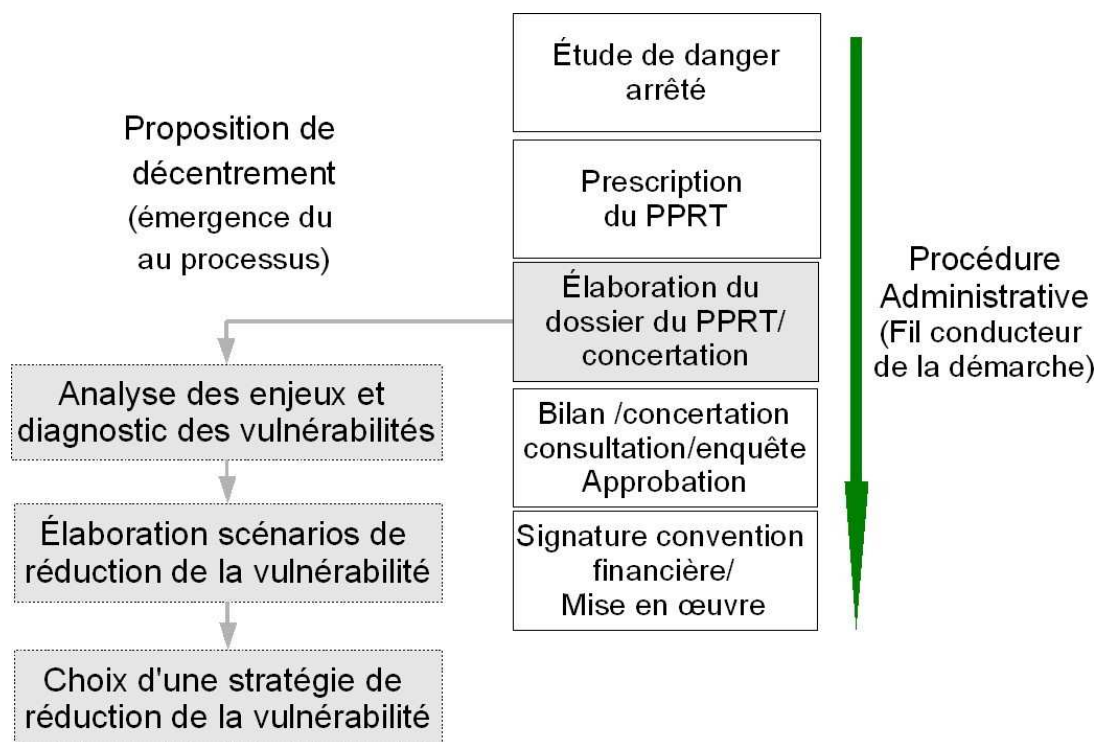 Étude de danger
arrêté
Proposition de
décentrement
(émergence du
au processus)
Prescription
du PPRT
Élaboration du
dossier du PPRT/
concertation
Procédure
Administrative
(Fil conducteur
de la démarche)
Analyse des enjeux et
diagnostic des vulnérabilités
Bilan /concertation
consultation/enquête
Approbation
Élaboration scénarios de
réduction de la vulnérabilité
Signature convention
financière/
Mise en œuvre
Choix d'une stratégie de
réduction de la vulnérabilité